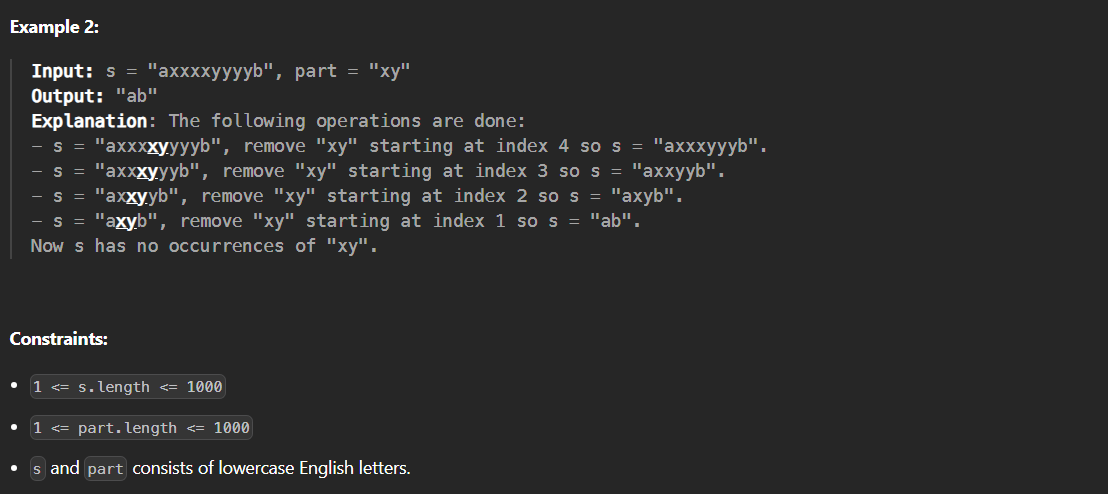 Example 2:
Input: s = "axxxxyyyyb", part = "xy"
Output: "ab"
Explanation: The following operations are done:
- s = "axxxxyyyyb", remove "xy" starting at index 4 so s = "axxxyyyb".
- s = "axxxyyyb", remove "xy" starting at index 3 so s = "axxyyb".
- s = "axxyyb", remove "xy" starting at index 2 so s = "axyb".
- s = "axyb", remove "xy" starting at index 1 so s = "ab".
Now s has no occurrences of "xy".
Constraints:
• 1 <= s.length <= 1000
• 1 <= part.length <= 1000
• s and part consists of lowercase English letters.